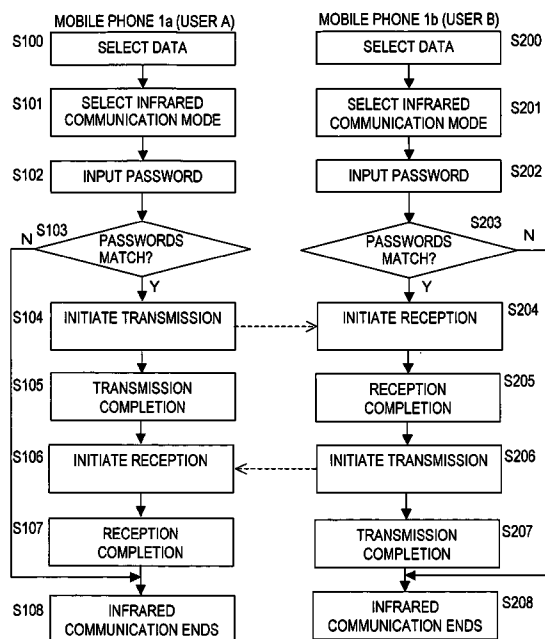 MOBILE PHONE 1a (USER A)
S100
SELECT DATA
S101
SELECT INFRARED
COMMUNICATION MODE
S102
INPUT PASSWORD
S103
N
PASSWORDS
MATCH?
Y
S104
INITIATE TRANSMISSION
S105
TRANSMISSION
COMPLETION
S106
INITIATE RECEPTION
S107
RECEPTION
COMPLETION
S108
INFRARED
COMMUNICATION ENDS
MOBILE PHONE 1b (USER B)
S200
SELECT DATA
S201
SELECT INFRARED
COMMUNICATION MODE
S202
INPUT PASSWORD
S203
N
PASSWORDS
MATCH?
Y
S204
INITIATE RECEPTION
S205
RECEPTION
COMPLETION
S206
INITIATE TRANSMISSION
S207
TRANSMISSION
COMPLETION
S208
INFRARED
COMMUNICATION ENDS